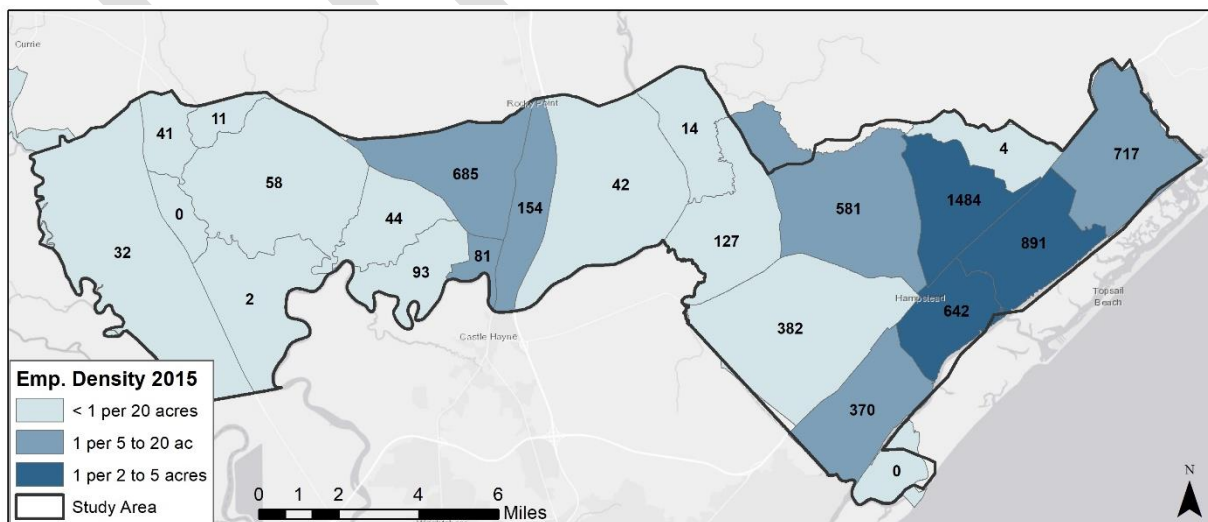 Currie
11
41
Rocky Point
14
4
717
685
58
42
1484
154
581
44
0
127
891
32
81
93
Hampstead
Topsail
Beach
2
642
Castle Hayne
382
370
0
Emp. Density 2015
< 1 per 20 acres
1 per 5 to 20 ac
1 per 2 to 5 acres
Study Area
0 1 2 4 6
Miles
N